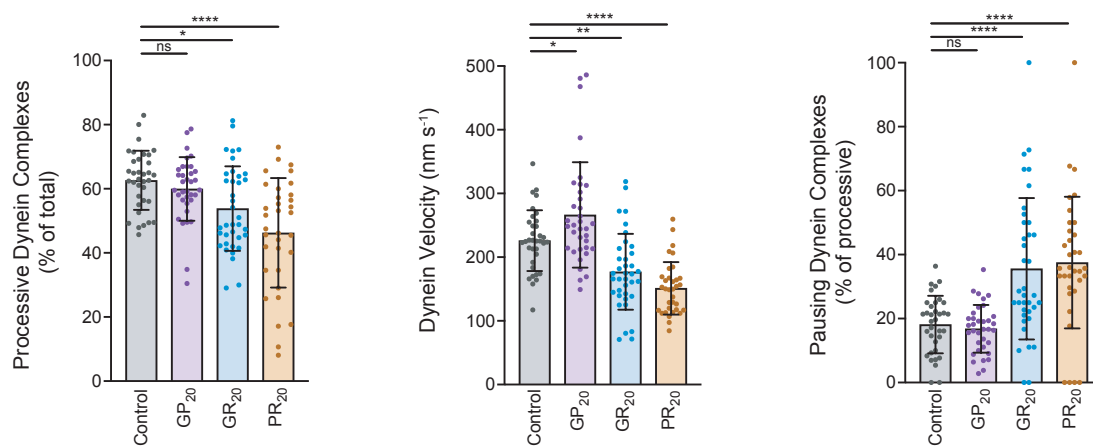 ****
*
ns
Processive Dynein Complexes
(% of total)
100
80
60
40
20
0
Control
GP₂₀
GR₂₀
PR₂₀
****
**
*
Dynein Velocity (nm s⁻¹)
500
400
300
200
100
0
Control
GP₂₀
GR₂₀
PR₂₀
****
****
ns
Pausing Dynein Complexes
(% of processive)
100
80
60
40
20
0
Control
GP₂₀
GR₂₀
PR₂₀